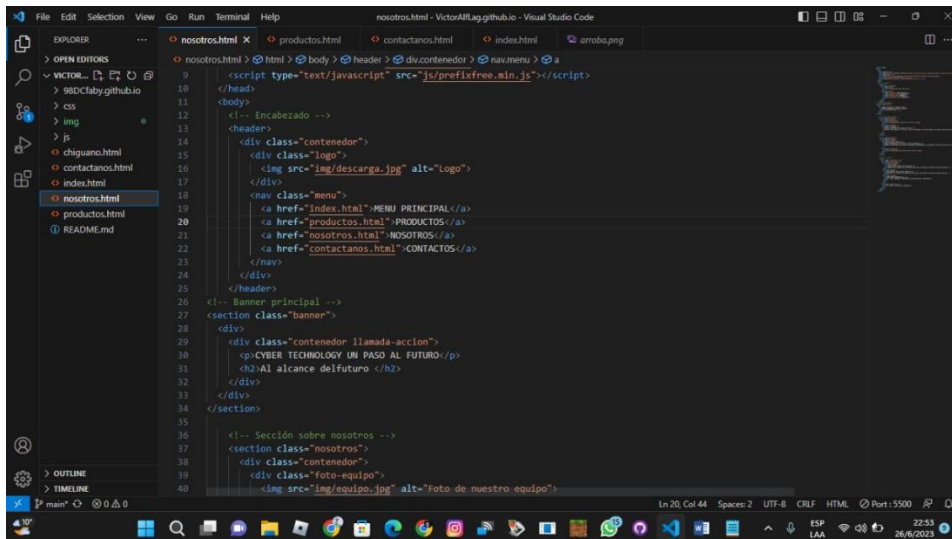 File Edit Selection View Go Run Terminal Help nosotros.html - VictorAlfLag.github.io - Visual Studio Code
EXPLORER ...
nosotros.html X productos.html contactanos.html index.html arroba.png
> OPEN EDITORS
nosotros.html > html > body > header > div.contenedor > nav.menu > a
VICTOR...
> 98DCfaby.github.io
> css
> img
> js
chiguano.html
contactanos.html
index.html
nosotros.html
productos.html
README.md
9 <script type="text/javascript" src="js/prefixfree.min.js"></script>
10 </head>
11 <body>
12 <!-- Encabezado -->
13 <header>
14 <div class="contenedor">
15 <div class="logo">
16 <img src="img/descarga.jpg" alt="Logo">
17 </div>
18 <nav class="menu">
19 <a href="index.html">MENU PRINCIPAL</a>
20 <a href="productos.html">PRODUCTOS</a>
21 <a href="nosotros.html">NOSOTROS</a>
22 <a href="contactanos.html">CONTACTOS</a>
23 </nav>
24 </div>
25 </header>
26 <!-- Banner principal -->
27 <section class="banner">
28 <div>
29 <div class="contenedor llamada-accion">
30 <p>CYBER TECHNOLOGY UN PASO AL FUTURO</p>
31 <h2>Al alcance delfuturo </h2>
32 </div>
33 </div>
34 </section>
35
36 <!-- Sección sobre nosotros -->
37 <section class="nosotros">
38 <div class="contenedor">
39 <div class="foto-equipo">
40 <img src="img/equipo.jpg" alt="Foto de nuestro equipo">
> OUTLINE
> TIMELINE
main* 0 0 Ln 20, Col 44 Spaces: 2 UTF-8 CRLF HTML Port : 5500
10° ESP LAA 22:53 26/6/2023